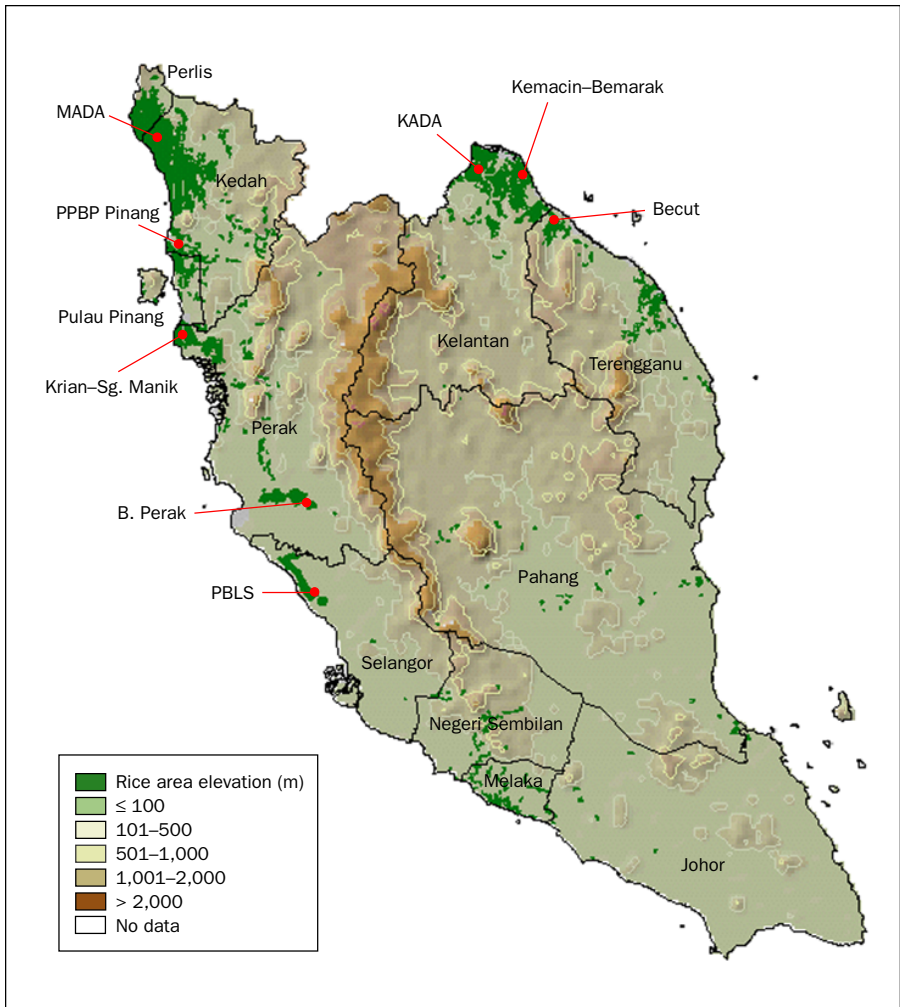 Perlis
Kemacin–Bemarak
MADA
KADA
Kedah
Becut
PPBP Pinang
Pulau Pinang
Kelantan
Terengganu
Krian–Sg. Manik
Perak
B. Perak
Pahang
PBLS
Selangor
Negeri Sembilan
Melaka
Johor
Rice area elevation (m)
≤ 100
101–500
501–1,000
1,001–2,000
> 2,000
No data